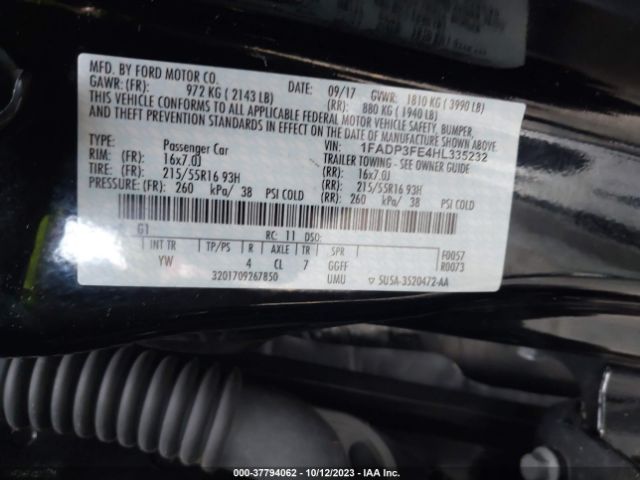 MFD. BY FORD MOTOR CO.
DATE: 09/17 GVWR: 1810 KG ( 3990 LB)
GAWR: (FR): 972 KG ( 2143 LB) (RR): 880 KG ( 1940 LB)
THIS VEHICLE CONFORMS TO ALL APPLICABLE FEDERAL MOTOR VEHICLE SAFETY, BUMPER,
AND THEFT PREVENTION STANDARDS IN EFFECT ON THE DATE OF MANUFACTURE SHOWN ABOVE.
VIN: 1FADP3FE4HL335232
TYPE: Passenger Car TRAILER TOWING - SEE OWNER GUIDE
RIM: (FR): 16x7.0J (RR): 16x7.0J
TIRE: (FR): 215/55R16 93H (RR): 215/55R16 93H
PRESSURE: (FR): 260 kPa/ 38 PSI COLD (RR): 260 kPa/ 38 PSI COLD
G1 RC: 11 DSO:
INT TR TP/PS R AXLE TR SPR F0057
YW 4 CL 7 GGFF R0073
3201709267850 UMU ▽ SU5A-3520472-AA
000-37794062 - 10/12/2023 - IAA Inc.